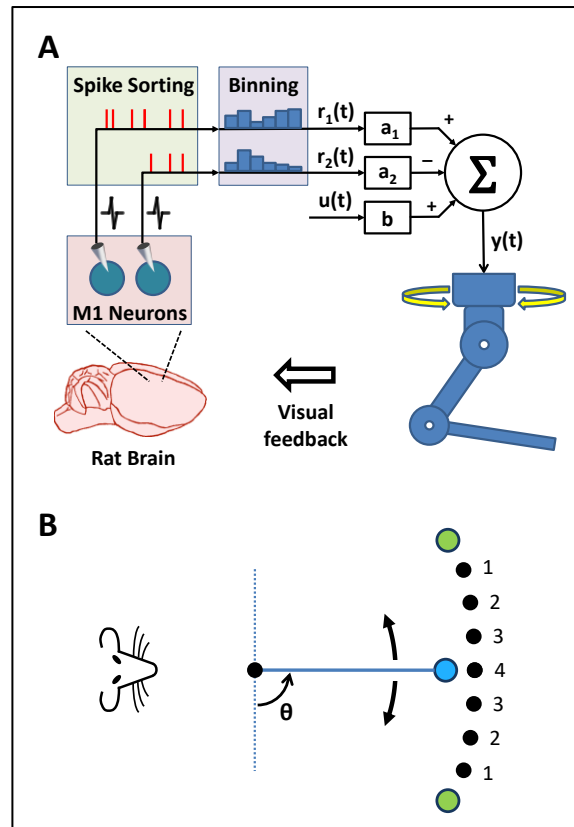 A
Spike Sorting
Binning
r1(t)
a1
+
r2(t)
a2
−
Σ
u(t)
b
+
y(t)
M1 Neurons
Visual
feedback
Rat Brain
B
1
2
3
4
3
2
1
θ